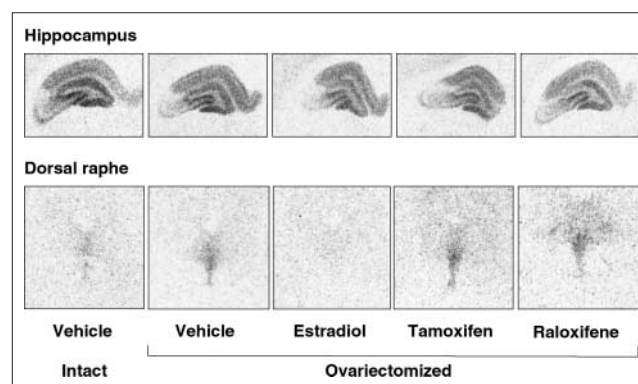 Hippocampus
Dorsal raphe
Vehicle Vehicle Estradiol Tamoxifen Raloxifene
Intact Ovariectomized